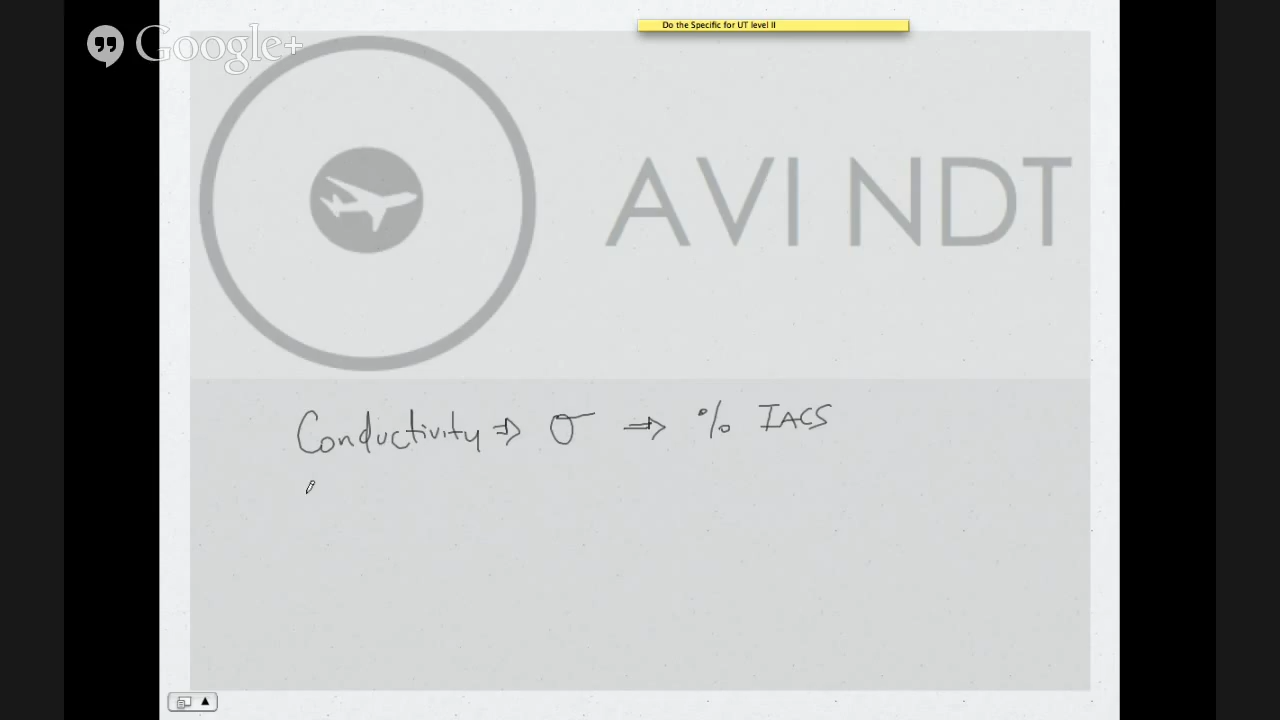 Do the Specific for UT level II
Google+
AVI NDT
Conductivity ⇒ σ ⇒ % IACS